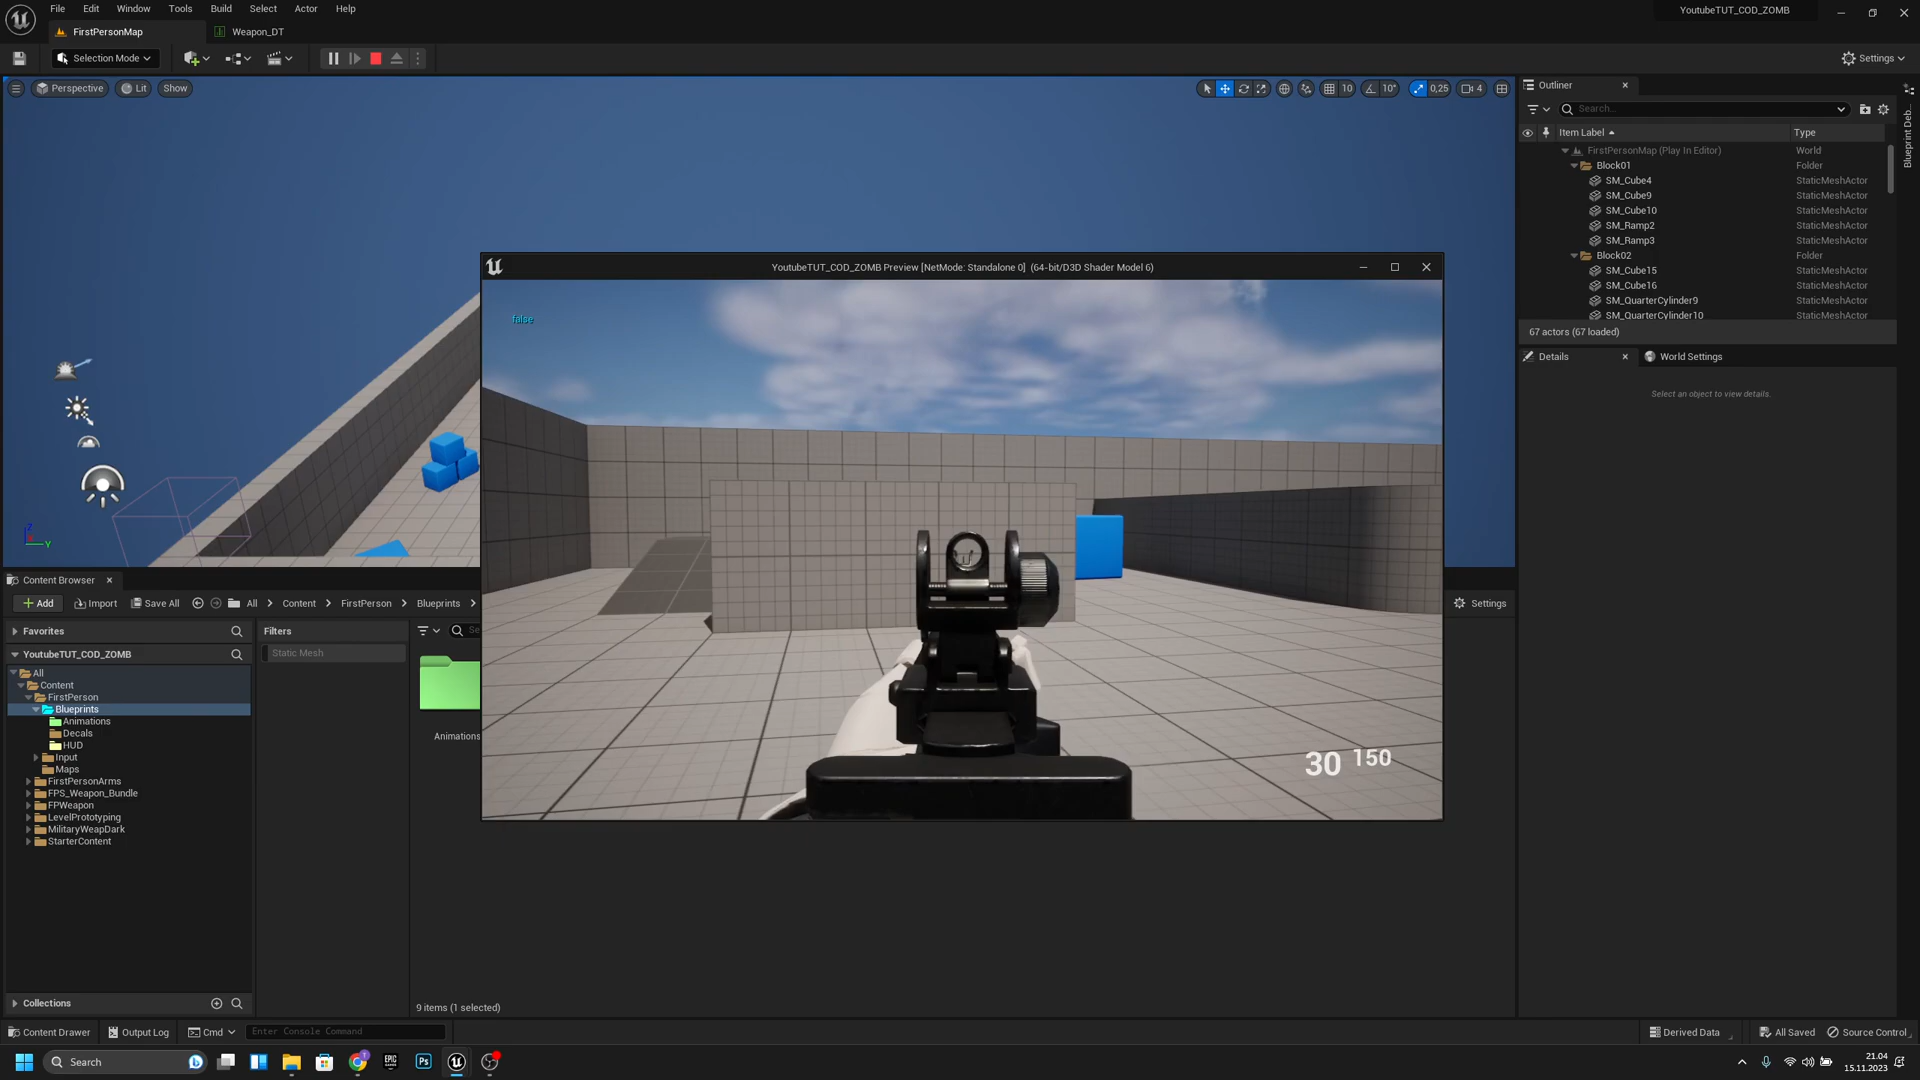 File Edit Window Tools Build Select Actor Help
YoutubeTUT_COD_ZOMB
FirstPersonMap
Weapon_DT
Selection Mode
Settings
Perspective
Lit
Show
10
10°
0,25
4
Outliner
Search...
Item Label
Type
FirstPersonMap (Play In Editor)
World
Block01
Folder
SM_Cube4
StaticMeshActor
SM_Cube9
StaticMeshActor
SM_Cube10
StaticMeshActor
SM_Ramp2
StaticMeshActor
SM_Ramp3
StaticMeshActor
Block02
Folder
SM_Cube15
StaticMeshActor
SM_Cube16
StaticMeshActor
SM_QuarterCylinder9
StaticMeshActor
SM_QuarterCylinder10
StaticMeshActor
67 actors (67 loaded)
Blueprint Deb...
Details
World Settings
Select an object to view details.
YoutubeTUT_COD_ZOMB Preview [NetMode: Standalone 0] (64-bit/D3D Shader Model 6)
false
30 150
Z
Y
Content Browser
Add
Import
Save All
All
Content
FirstPerson
Blueprints
Settings
Favorites
YoutubeTUT_COD_ZOMB
All
Content
FirstPerson
Blueprints
Animations
Decals
HUD
Input
Maps
FirstPersonArms
FPS_Weapon_Bundle
FPWeapon
LevelPrototyping
MilitaryWeapDark
StarterContent
Collections
Filters
Static Mesh
Se
Animations
9 items (1 selected)
Content Drawer
Output Log
Cmd
Enter Console Command
Derived Data
All Saved
Source Control
Search
EPIC
Ps
21.04
15.11.2023